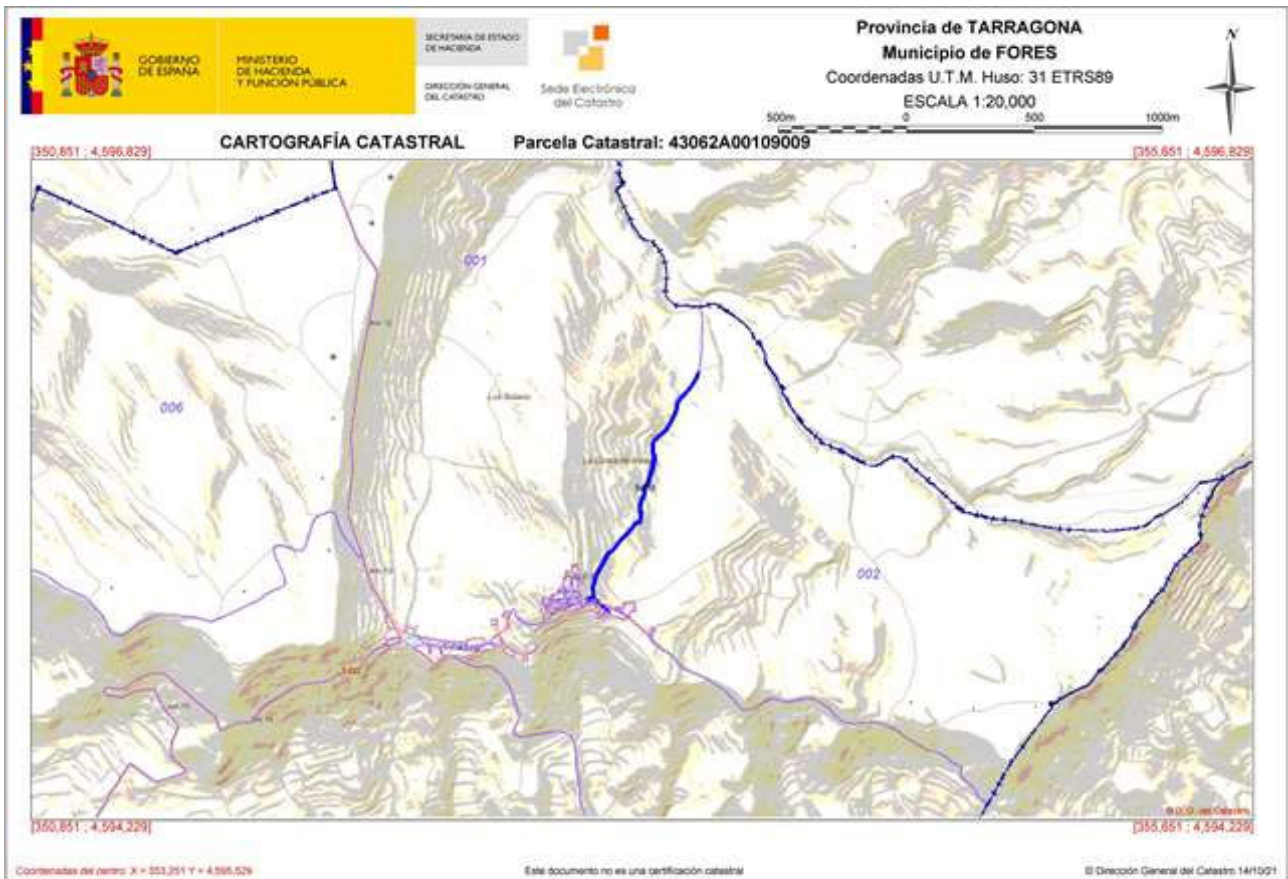 GOBIERNO
DE ESPAÑA
MINISTERIO
DE HACIENDA
Y FUNCIÓN PÚBLICA
SECRETARÍA DE ESTADO
DE HACIENDA
DIRECCIÓN GENERAL
DEL CATASTRO
Sede Electrónica
del Catastro
Provincia de TARRAGONA
Municipio de FORES
Coordenadas U.T.M. Huso: 31 ETRS89
ESCALA 1:20,000
500m 0 500 1000m
N
CARTOGRAFÍA CATASTRAL Parcela Catastral: 43062A00109009
[350,851 ; 4,596,829] [355,651 ; 4,596,829]
001
006
002
[350,851 ; 4,594,229] [355,651 ; 4,594,229]
Coordenadas del centro: X = 353,251 Y = 4,595,529
Este documento no es una certificación catastral
© Dirección General del Catastro 14/10/21